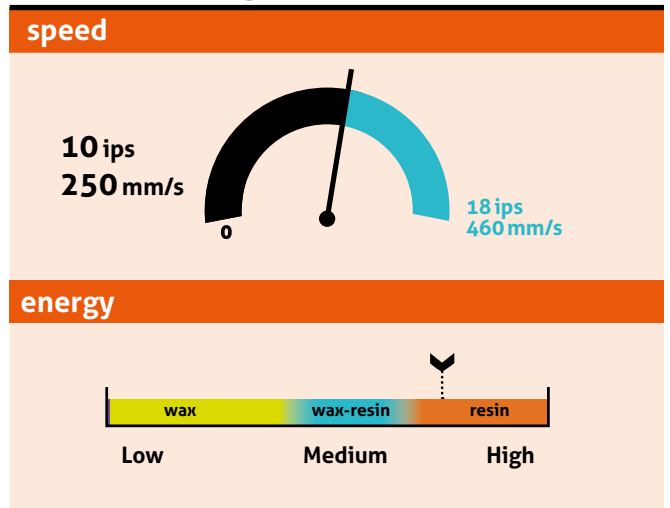 speed
10 ips
250 mm/s
0
18 ips
460 mm/s
energy
wax wax-resin resin
Low Medium High